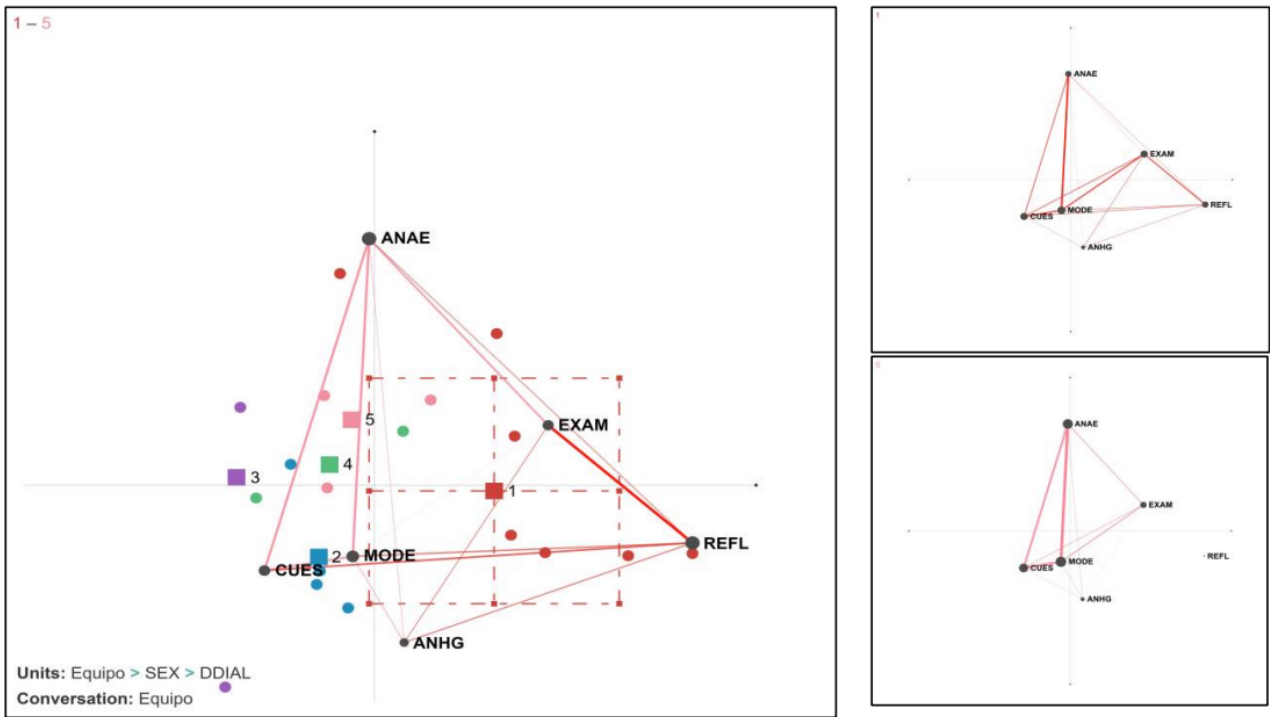 1 – 5
ANAE
EXAM
5
4
3
1
2
MODE
REFL
CUES
ANHG
Units: Equipo > SEX > DDIAL
Conversation: Equipo
1
ANAE
EXAM
REFL
MODE
CUES
ANHG
5
ANAE
EXAM
REFL
MODE
CUES
ANHG